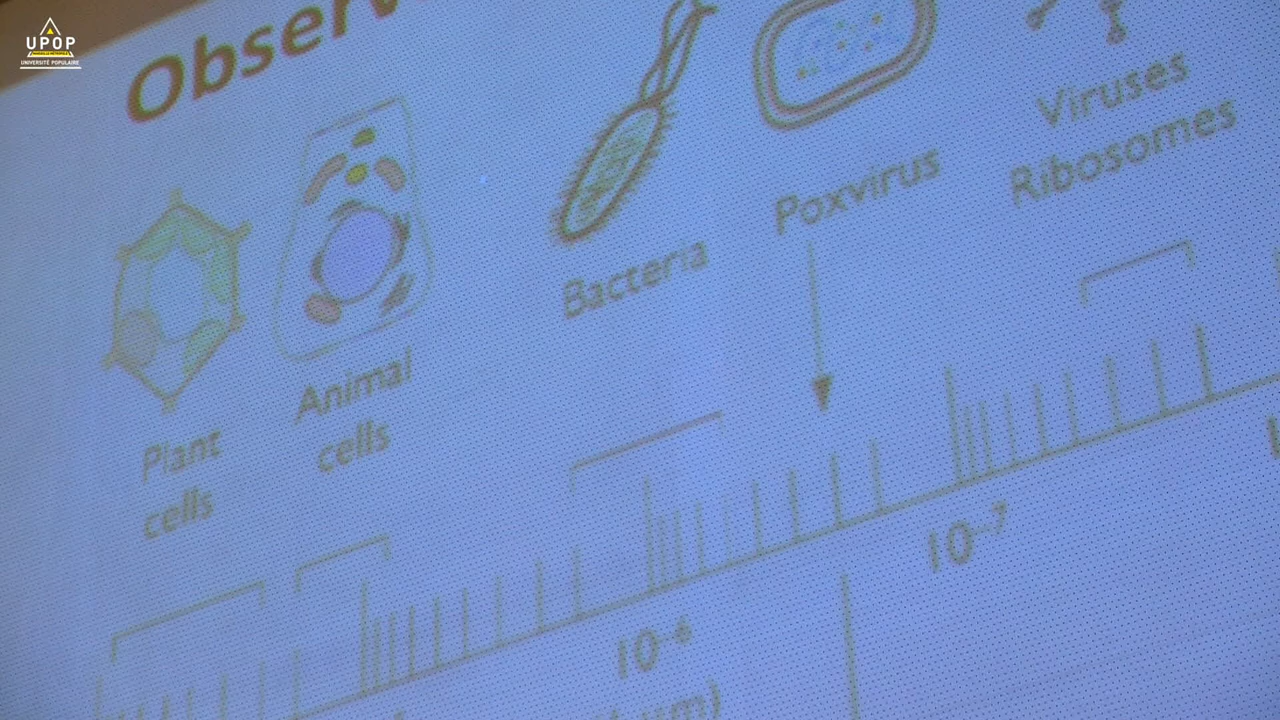 UPOP
UNIVERSITÉ POPULAIRE
Obser
Plant
cells
Animal
cells
Bacteria
Poxvirus
Viruses
Ribosomes
10⁻⁶
10⁻⁷